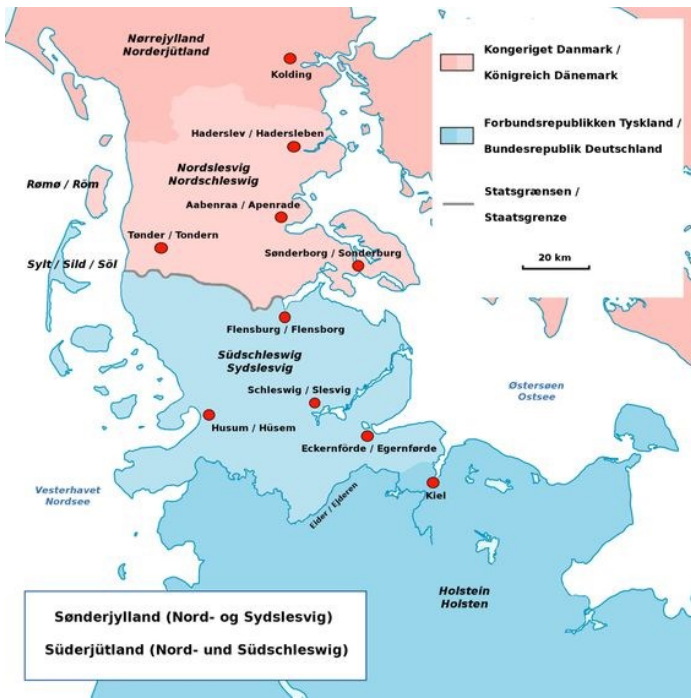 Nørrejylland
Norderjütland
Kolding
Kongeriget Danmark /
Königreich Dänemark
Haderslev / Hadersleben
Forbundsrepublikken Tyskland /
Bundesrepublik Deutschland
Nordslesvig
Nordschleswig
Rømø / Röm
Aabenraa / Apenrade
Statsgrænsen /
Staatsgrenze
Tønder / Tondern
Sønderborg / Sonderburg
20 km
Sylt / Sild / Söl
Flensburg / Flensborg
Südschleswig
Sydslesvig
Schleswig / Slesvig
Østersøen
Ostsee
Husum / Hüsem
Eckernförde / Egernførde
Vesterhavet
Nordsee
Eider / Ejderen
Kiel
Holstein
Holsten
Sønderjylland (Nord- og Sydslesvig)
Süderjütland (Nord- und Südschleswig)